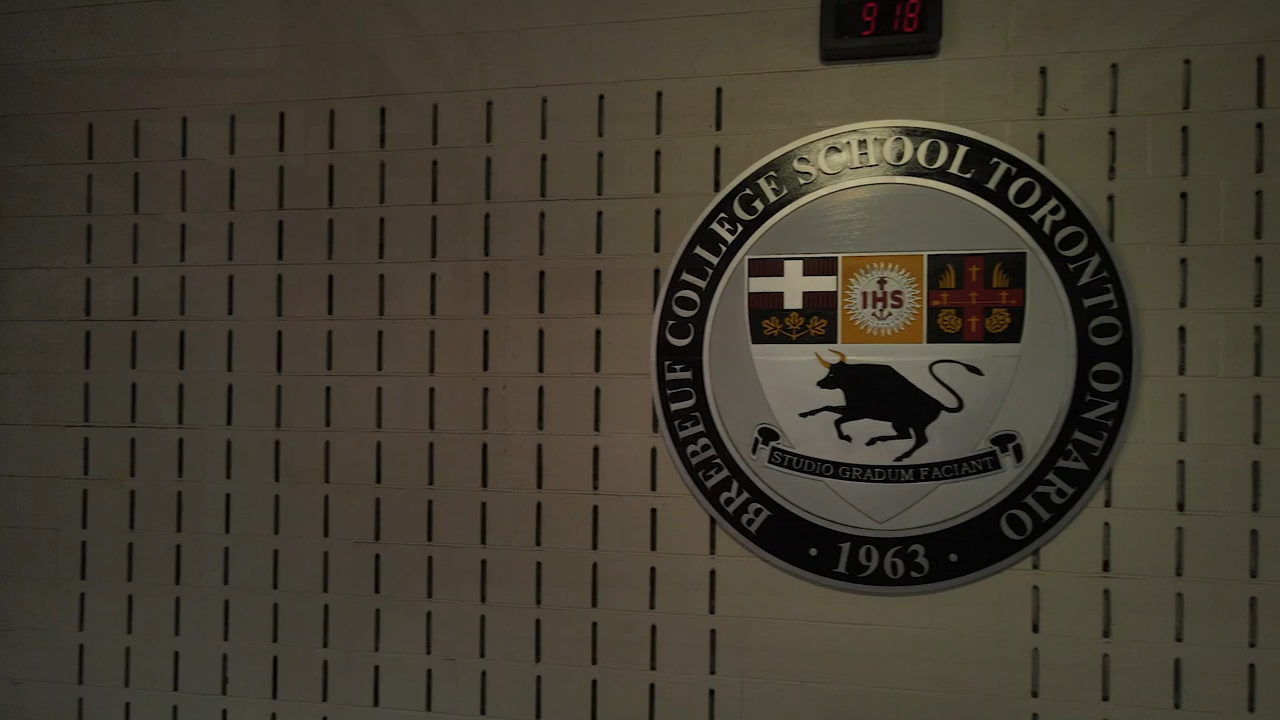 9 18
BREBEUF COLLEGE SCHOOL TORONTO ONTARIO
IHS
STUDIO GRADUM FACIANT
· 1963 ·